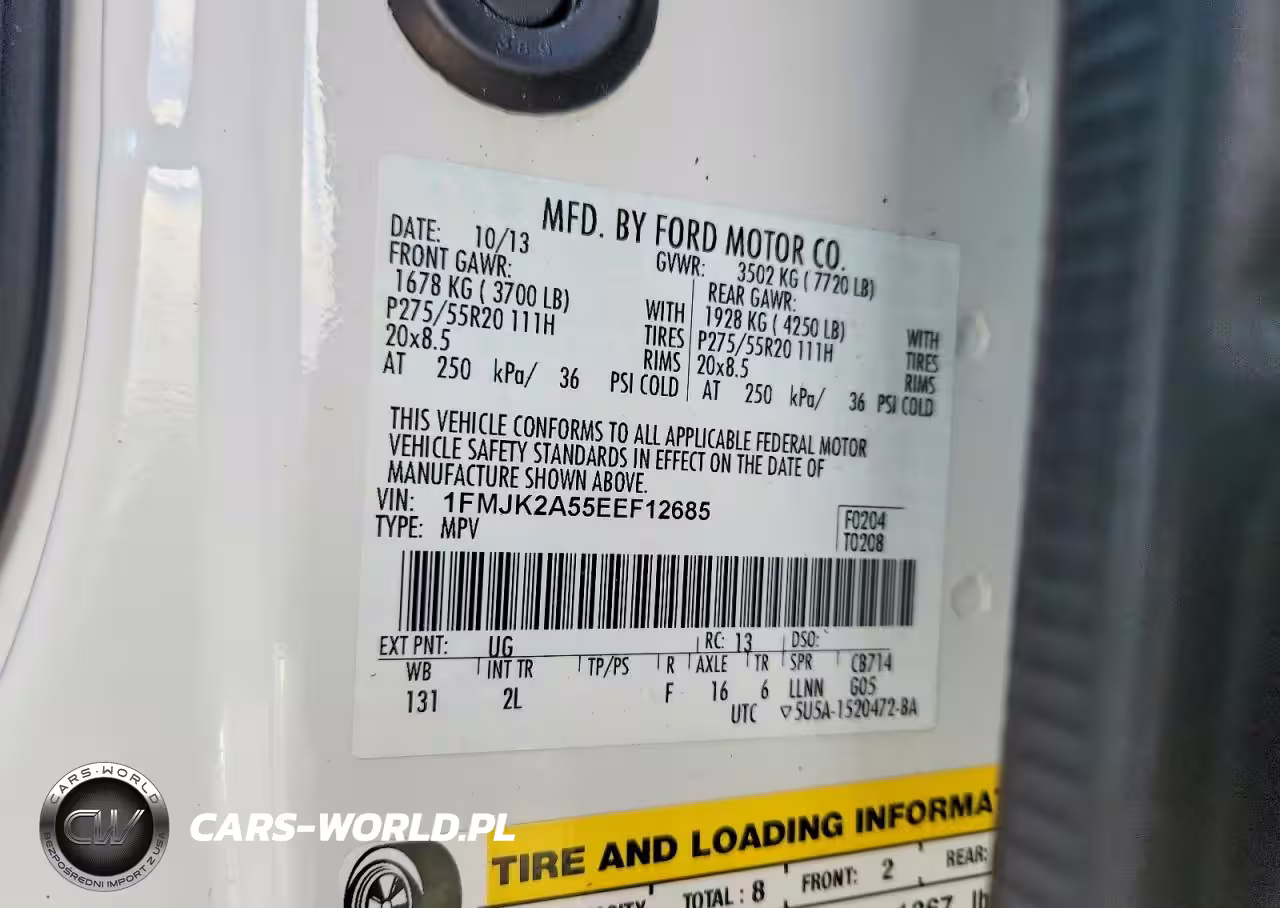 MFD. BY FORD MOTOR CO.
DATE: 10/13
GVWR: 3502 KG ( 7720 LB)
FRONT GAWR:
REAR GAWR:
1678 KG ( 3700 LB) WITH
1928 KG ( 4250 LB) WITH
P275/55R20 111H TIRES
P275/55R20 111H TIRES
20x8.5 RIMS
20x8.5 RIMS
AT 250 kPa/ 36 PSI COLD
AT 250 kPa/ 36 PSI COLD
THIS VEHICLE CONFORMS TO ALL APPLICABLE FEDERAL MOTOR
VEHICLE SAFETY STANDARDS IN EFFECT ON THE DATE OF
MANUFACTURE SHOWN ABOVE.
VIN: 1FMJK2A55EEF12685
TYPE: MPV
F0204
T0208
EXT PNT: UG RC: 13 DSO:
WB INT TR TP/PS R AXLE TR SPR CB714
131 2L F 16 6 LLNN G05
UTC ▽5U5A-1520472-BA
CARS-WORLD
CW
BEZPOŚREDNI IMPORT Z USA
CARS-WORLD.PL
TIRE AND LOADING INFORMA
TOTAL : 8 FRONT: 2 REAR: